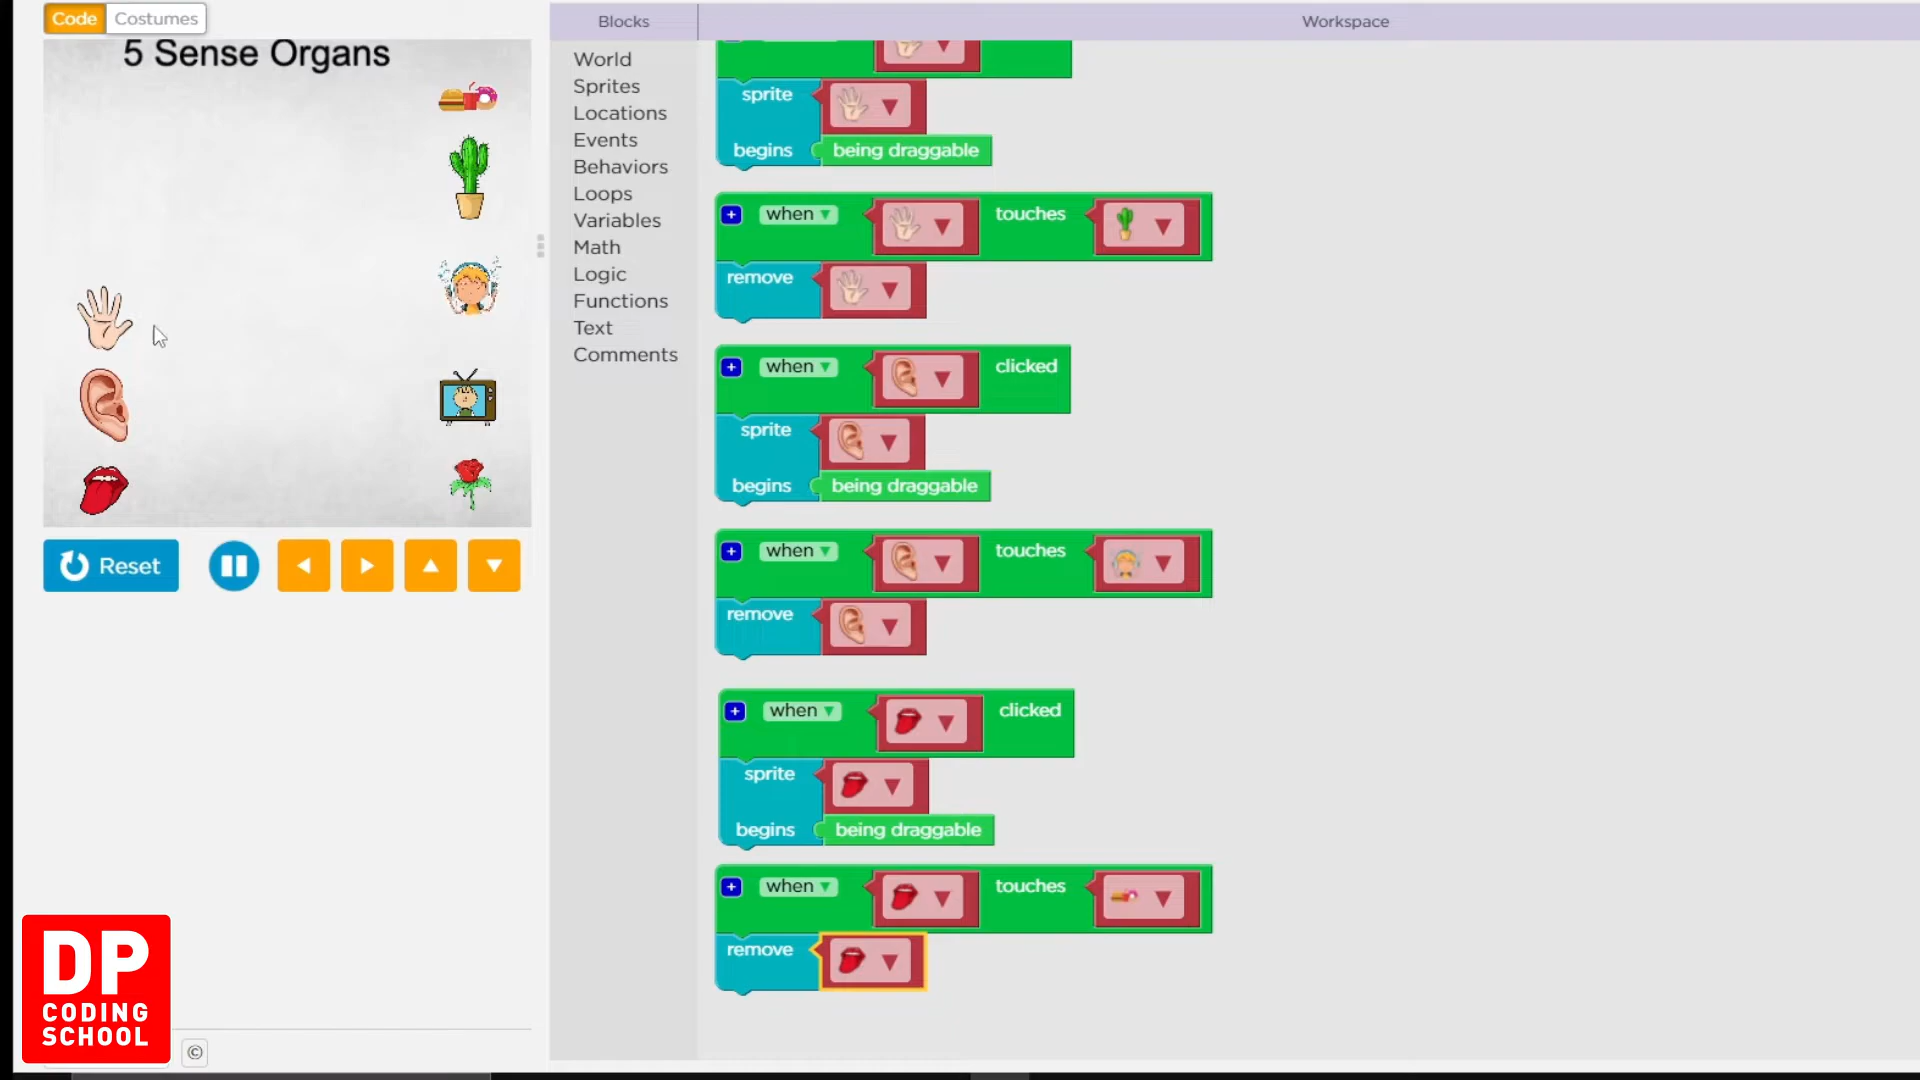 Code Costumes
5 Sense Organs
Reset
DP
CODING
SCHOOL
©
Blocks
World
Sprites
Locations
Events
Behaviors
Loops
Variables
Math
Logic
Functions
Text
Comments
Workspace
sprite
begins being draggable
when touches
remove
when clicked
sprite
begins being draggable
when touches
remove
when clicked
sprite
begins being draggable
when touches
remove